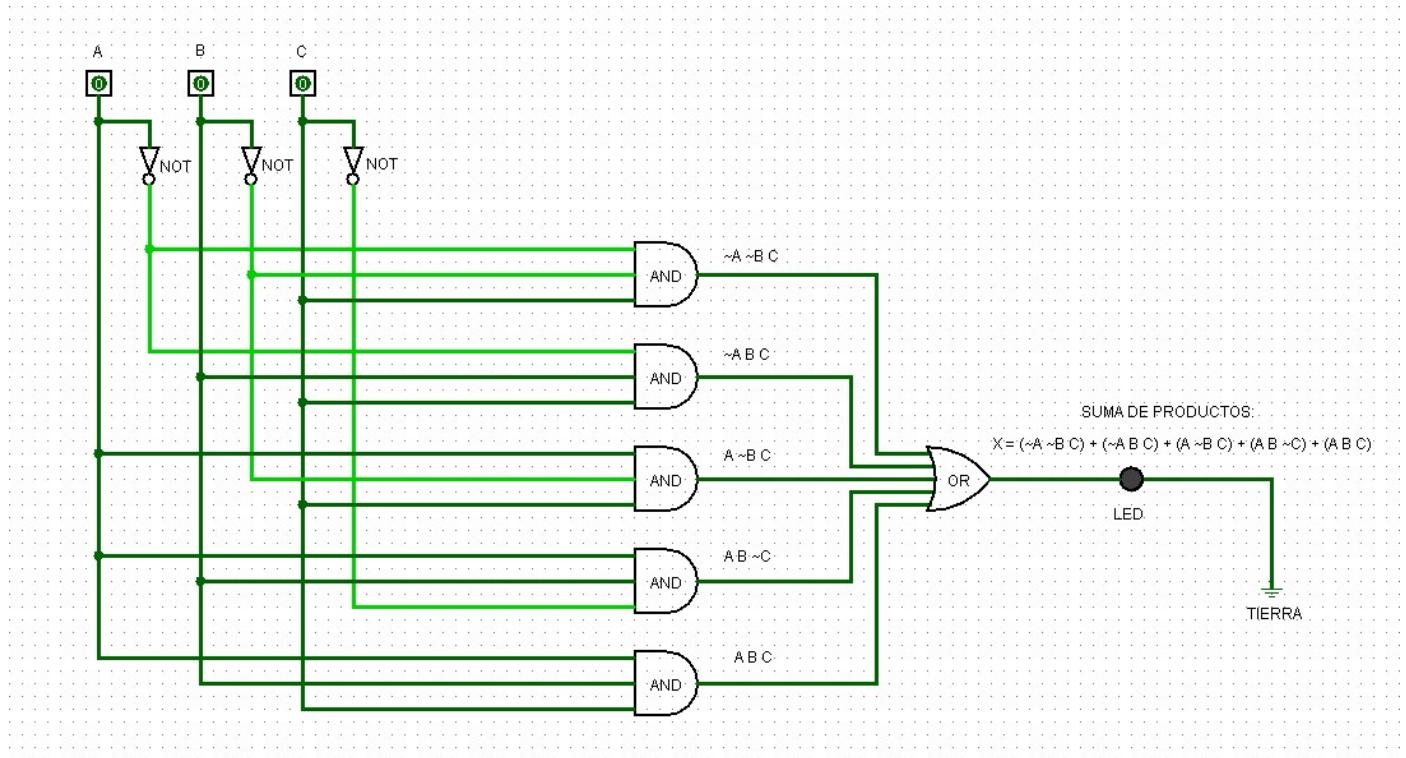 A
B
C
0
0
0
NOT
NOT
NOT
~A ~B C
AND
~A B C
AND
A ~B C
AND
A B ~C
AND
A B C
AND
OR
SUMA DE PRODUCTOS:
X = (~A ~B C) + (~A B C) + (A ~B C) + (A B ~C) + (A B C)
LED
TIERRA